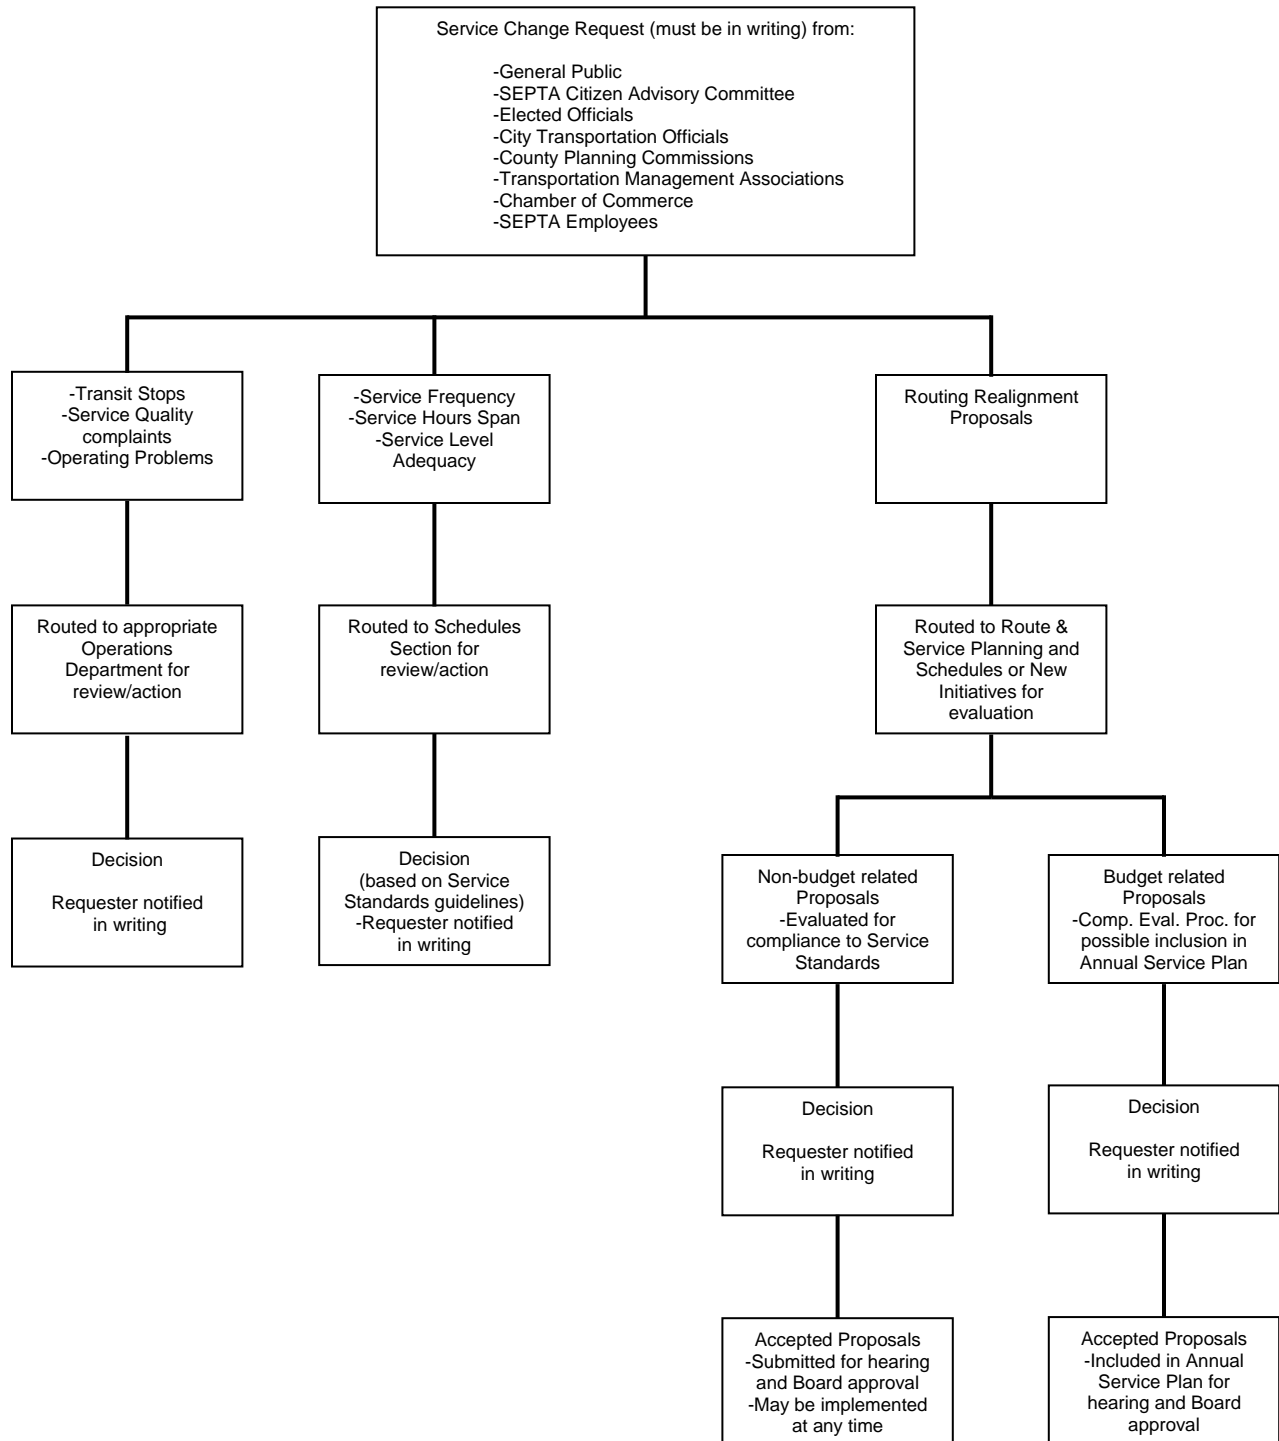 Service Change Request (must be in writing) from:
-General Public
-SEPTA Citizen Advisory Committee
-Elected Officials
-City Transportation Officials
-County Planning Commissions
-Transportation Management Associations
-Chamber of Commerce
-SEPTA Employees
-Transit Stops
-Service Quality
complaints
-Operating Problems
-Service Frequency
-Service Hours Span
-Service Level
Adequacy
Routing Realignment
Proposals
Routed to appropriate
Operations
Department for
review/action
Routed to Schedules
Section for
review/action
Routed to Route &
Service Planning and
Schedules or New
Initiatives for
evaluation
Decision
Requester notified
in writing
Decision
(based on Service
Standards guidelines)
-Requester notified
in writing
Non-budget related
Proposals
-Evaluated for
compliance to Service
Standards
Budget related
Proposals
-Comp. Eval. Proc. for
possible inclusion in
Annual Service Plan
Decision
Requester notified
in writing
Decision
Requester notified
in writing
Accepted Proposals
-Submitted for hearing
and Board approval
-May be implemented
at any time
Accepted Proposals
-Included in Annual
Service Plan for
hearing and Board
approval